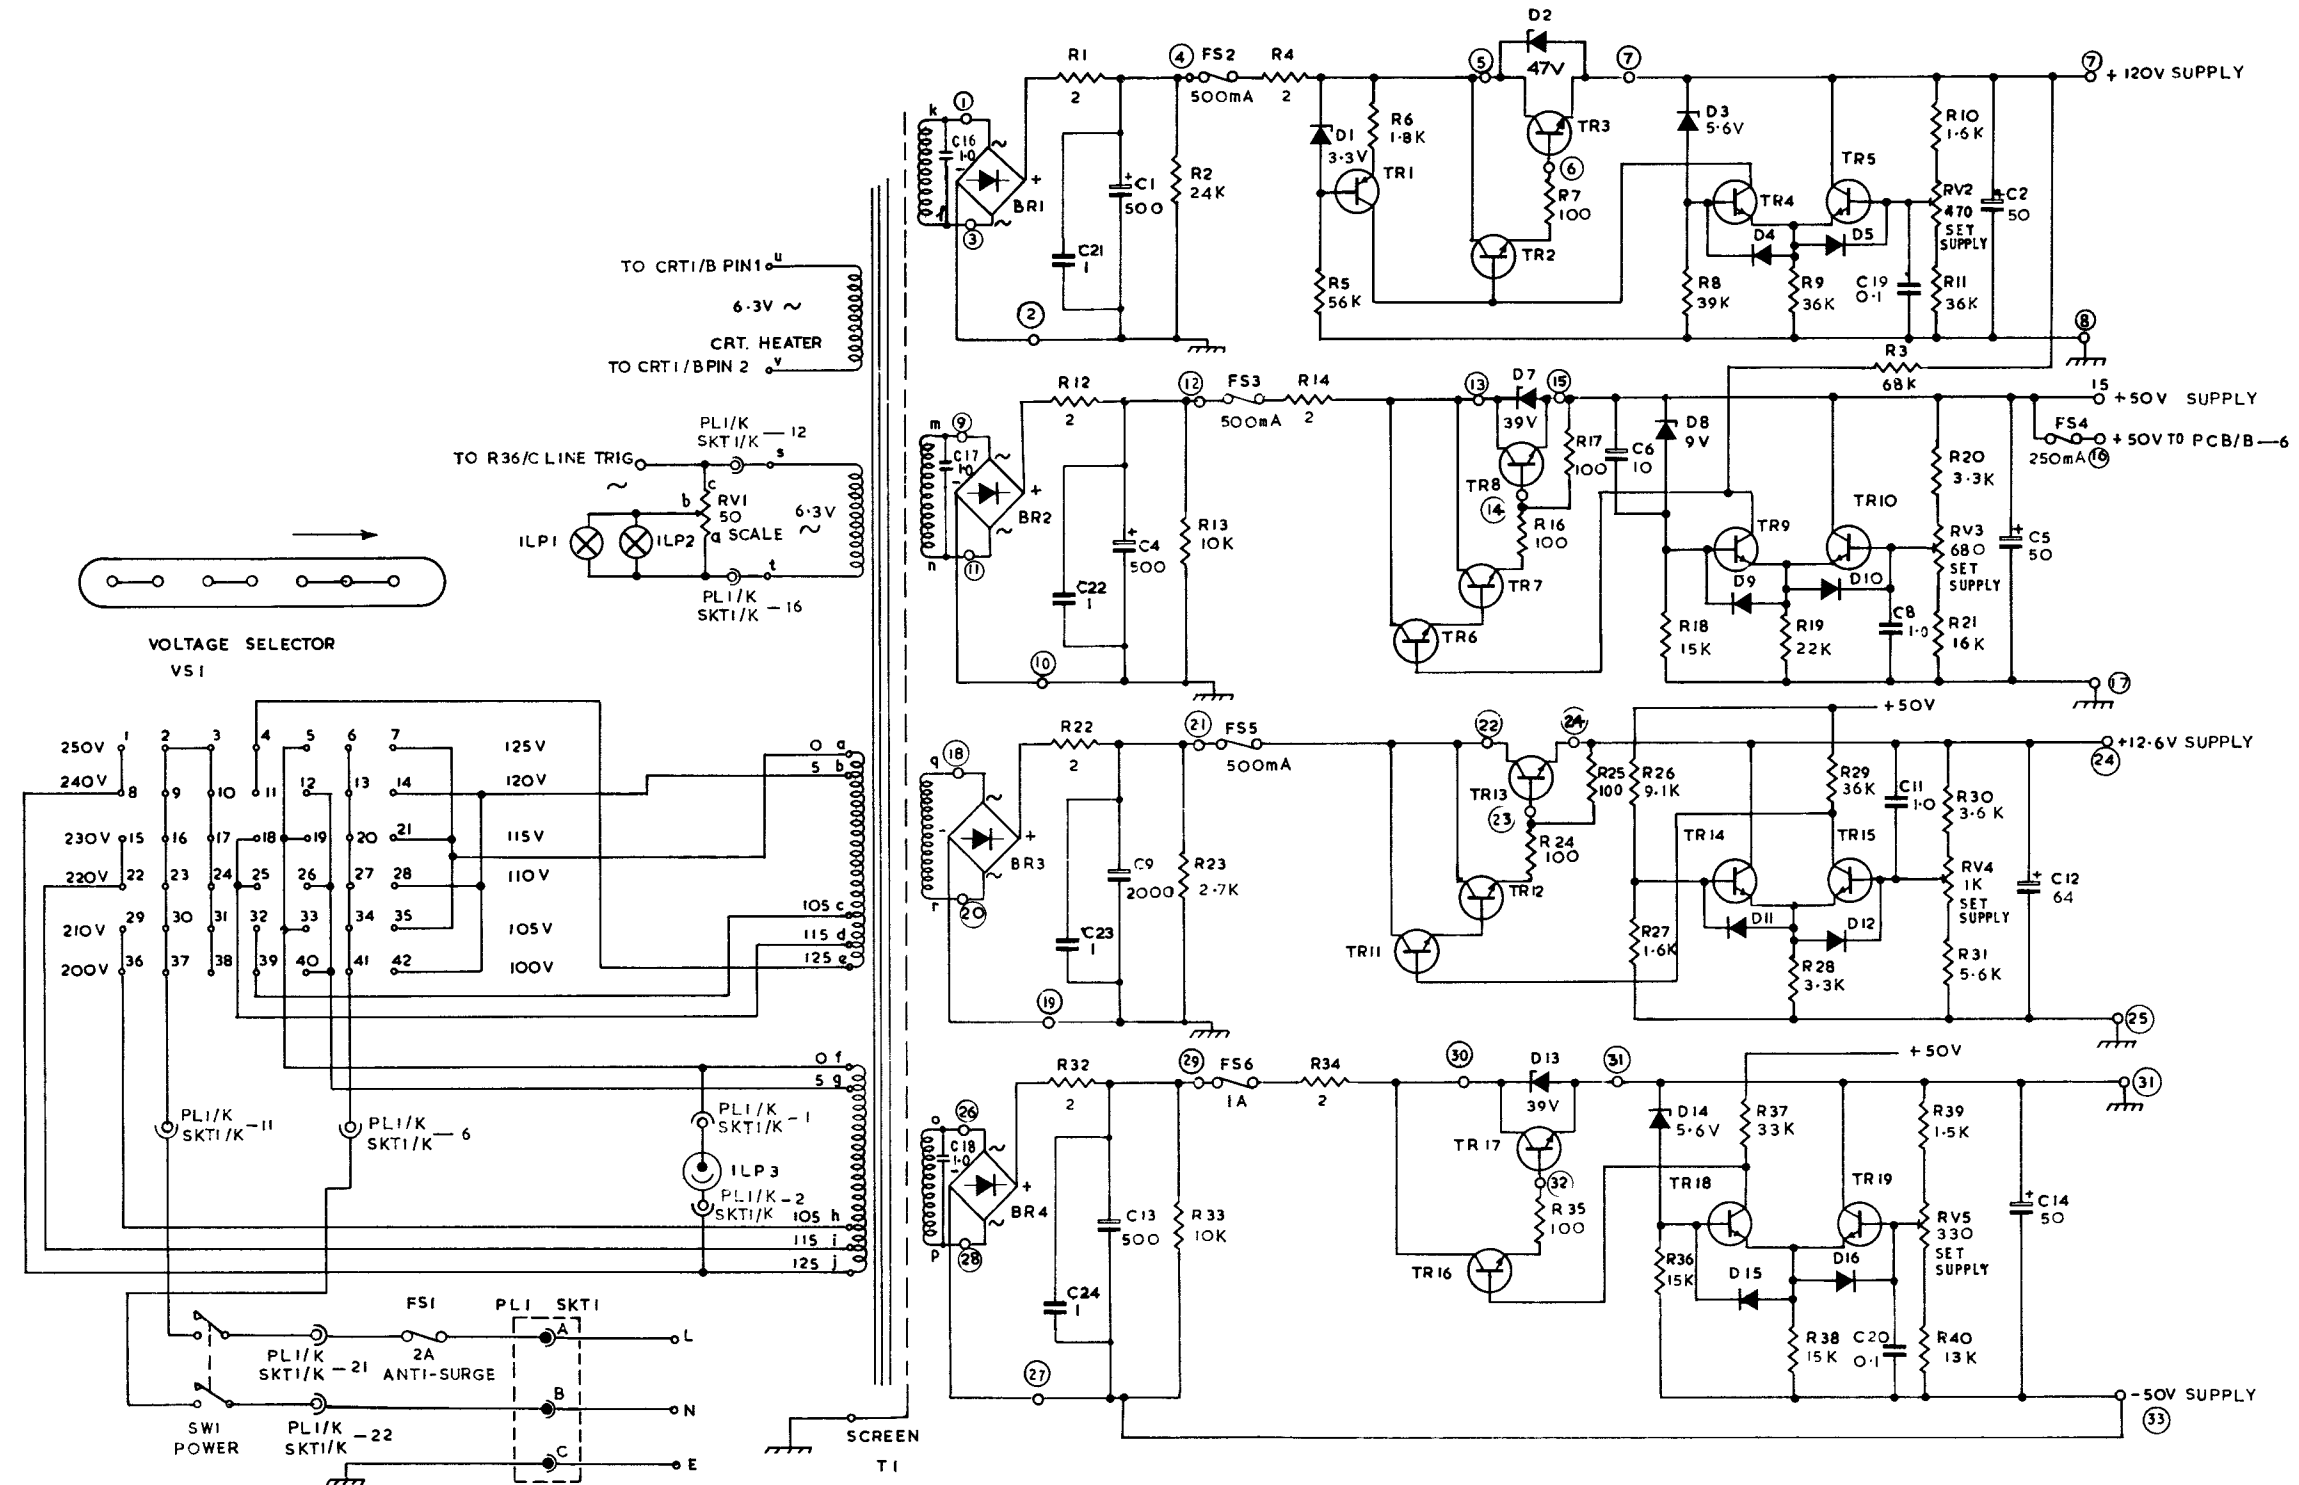 D2
47V
R1
2
4
FS2
500mA
R4
2
5
7
7
+ 120V SUPPLY
k
1
C16
1·0
~
-
+
BR1
l
3
~
+
C1
500
C21
1
R2
24K
2
D1
3·3V
R6
1·8K
TR1
TR3
6
R7
100
TR2
R5
56K
D3
5·6V
TR4
TR5
D4
D5
R8
39K
R9
36K
C19
0·1
R10
1·6K
RV2
470
SET
SUPPLY
R11
36K
C2
50
8
R3
68K
TO CRT1/B PIN1
u
6·3V ~
CRT. HEATER
TO CRT1/B PIN 2
v
R12
2
12
FS3
500mA
R14
2
13
D7
39V
15
15
+50V SUPPLY
FS4
250mA
16
+50V TO PCB/B—6
m
9
C17
1·0
~
-
+
BR2
n
11
~
+
C4
500
C22
1
R13
10K
10
TR8
14
R17
100
R16
100
TR7
TR6
C6
10
D8
9V
TR9
TR10
D9
D10
R18
15K
R19
22K
C8
1·0
R20
3·3K
RV3
680
SET
SUPPLY
R21
16K
+
C5
50
17
PL1/K
SKT1/K — 12
TO R36/C LINE TRIG
~
s
c
b
RV1
50
a SCALE
6·3V
~
ILP1
ILP2
t
PL1/K
SKT1/K — 16
VOLTAGE SELECTOR
VS1
1 2 3 4 5 6 7
250V
125V
240V
120V
8 9 10 11 12 13 14
230V
115V
15 16 17 18 19 20 21
220V
110V
22 23 24 25 26 27 28
210V
105V
29 30 31 32 33 34 35
200V
100V
36 37 38 39 40 41 42
0 a
5 b
105 c
115 d
125 e
0 f
5 g
105 h
115 i
125 j
PL1/K
SKT1/K — 11
PL1/K
SKT1/K — 6
PL1/K
SKT1/K — 1
ILP3
PL1/K
SKT1/K — 2
R22
2
21
FS5
500mA
22
24
+50V
+12·6V SUPPLY
24
q
18
~
-
+
BR3
r
20
~
C9
2000
C23
1
R23
2·7K
19
TR13
23
R25
100
R24
100
TR12
TR11
R26
9·1K
R27
1·6K
TR14
TR15
R29
36K
C11
1·0
D11
D12
R28
3·3K
R30
3·6K
RV4
1K
SET
SUPPLY
R31
5·6K
+
C12
64
25
R32
2
29
FS6
1A
R34
2
30
D13
39V
31
+50V
31
o
26
C18
1·0
~
-
+
BR4
p
28
~
C13
500
C24
1
R33
10K
27
TR17
32
R35
100
TR16
D14
5·6V
R37
33K
TR18
TR19
D15
D16
R36
15K
R38
15K
C20
0·1
R39
1·5K
RV5
330
SET
SUPPLY
R40
13K
+
C14
50
-50V SUPPLY
33
FS1
2A
ANTI-SURGE
PL1 SKT1
A
L
B
N
C
E
PL1/K
SKT1/K — 21
PL1/K
SKT1/K — 22
SW1
POWER
SCREEN
T1